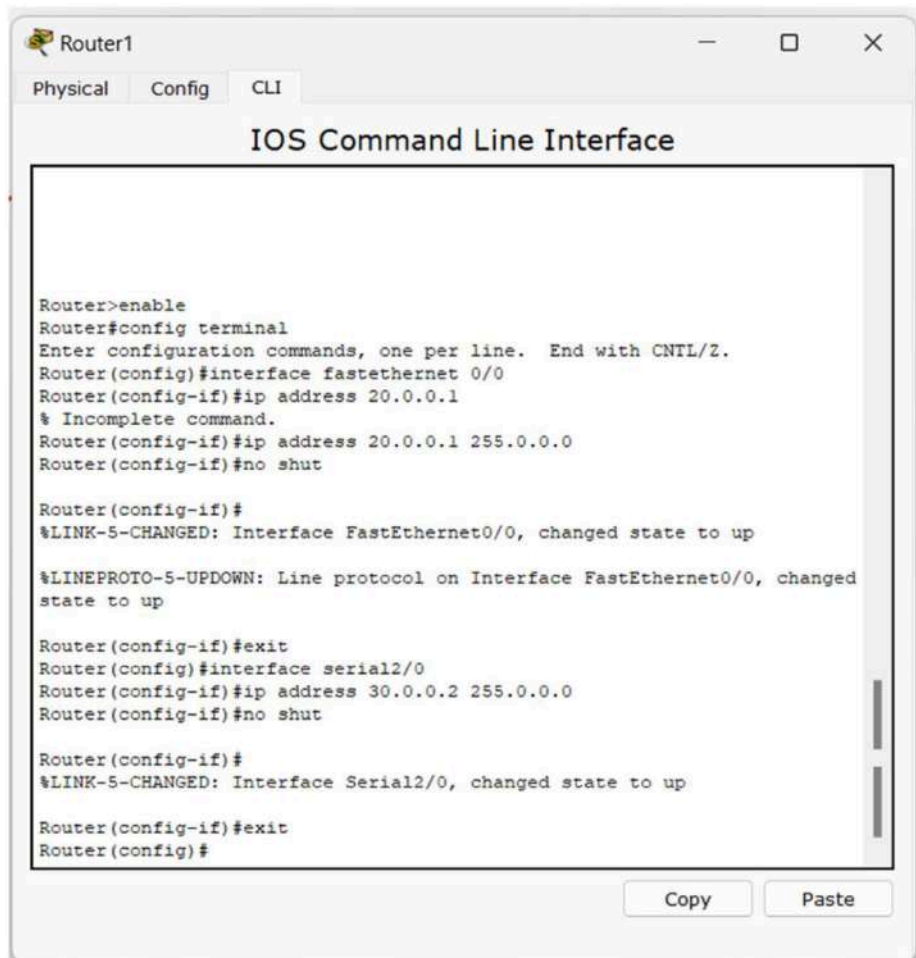 Router1
Physical Config CLI
IOS Command Line Interface
Router>enable
Router#config terminal
Enter configuration commands, one per line.  End with CNTL/Z.
Router(config)#interface fastethernet 0/0
Router(config-if)#ip address 20.0.0.1
% Incomplete command.
Router(config-if)#ip address 20.0.0.1 255.0.0.0
Router(config-if)#no shut
Router(config-if)#
%LINK-5-CHANGED: Interface FastEthernet0/0, changed state to up
%LINEPROTO-5-UPDOWN: Line protocol on Interface FastEthernet0/0, changed
state to up
Router(config-if)#exit
Router(config)#interface serial2/0
Router(config-if)#ip address 30.0.0.2 255.0.0.0
Router(config-if)#no shut
Router(config-if)#
%LINK-5-CHANGED: Interface Serial2/0, changed state to up
Router(config-if)#exit
Router(config)#
Copy Paste